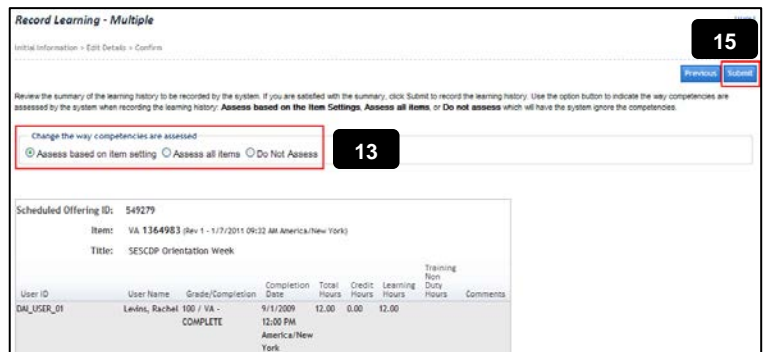 Record Learning - Multiple
15
Initial Information > Edit Details > Confirm
Previous Submit
Review the summary of the learning history to be recorded by the system. If you are satisfied with the summary, click Submit to record the learning history. Use the option button to indicate the way competencies are
assessed by the system when recording the learning history: Assess based on the Item Settings, Assess all items, or Do not assess which will have the system ignore the competencies.
Change the way competencies are assessed
Assess based on item setting Assess all items Do Not Assess
13
Scheduled Offering ID: 549279
Item: VA 1364983 (Rev 1 - 1/7/2011 09:32 AM America/New York)
Title: SESCDP Orientation Week
Training
Non
Completion Total Credit Learning Duty
User ID User Name Grade/Completion Date Hours Hours Hours Hours Comments
DAI_USER_01 Levins, Rachel 100 / VA - 9/1/2009 12.00 0.00 12.00
COMPLETE 12:00 PM
America/New
York